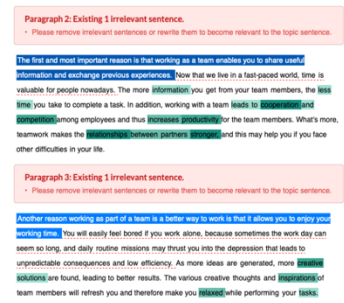 Paragraph 2: Existing 1 irrelevant sentence.
• Please remove irrelevant sentences or rewrite them to become relevant to the topic sentence.
The first and most important reason is that working as a team enables you to share useful
information and exchange previous experiences. Now that we live in a fast-paced world, time is
valuable for people nowadays. The more information you get from your team members, the less
time you take to complete a task. In addition, working with a team leads to cooperation and
competition among employees and thus increases productivity for the team members. What's more,
teamwork makes the relationships between partners stronger, and this may help you if you face
other difficulties in your life.
Paragraph 3: Existing 1 irrelevant sentence.
• Please remove irrelevant sentences or rewrite them to become relevant to the topic sentence.
Another reason working as part of a team is a better way to work is that it allows you to enjoy your
working time. You will easily feel bored if you work alone, because sometimes the work day can
seem so long, and daily routine missions may thrust you into the depression that leads to
unpredictable consequences and low efficiency. As more ideas are generated, more creative
solutions are found, leading to better results. The various creative thoughts and inspirations of
team members will refresh you and therefore make you relaxed while performing your tasks.